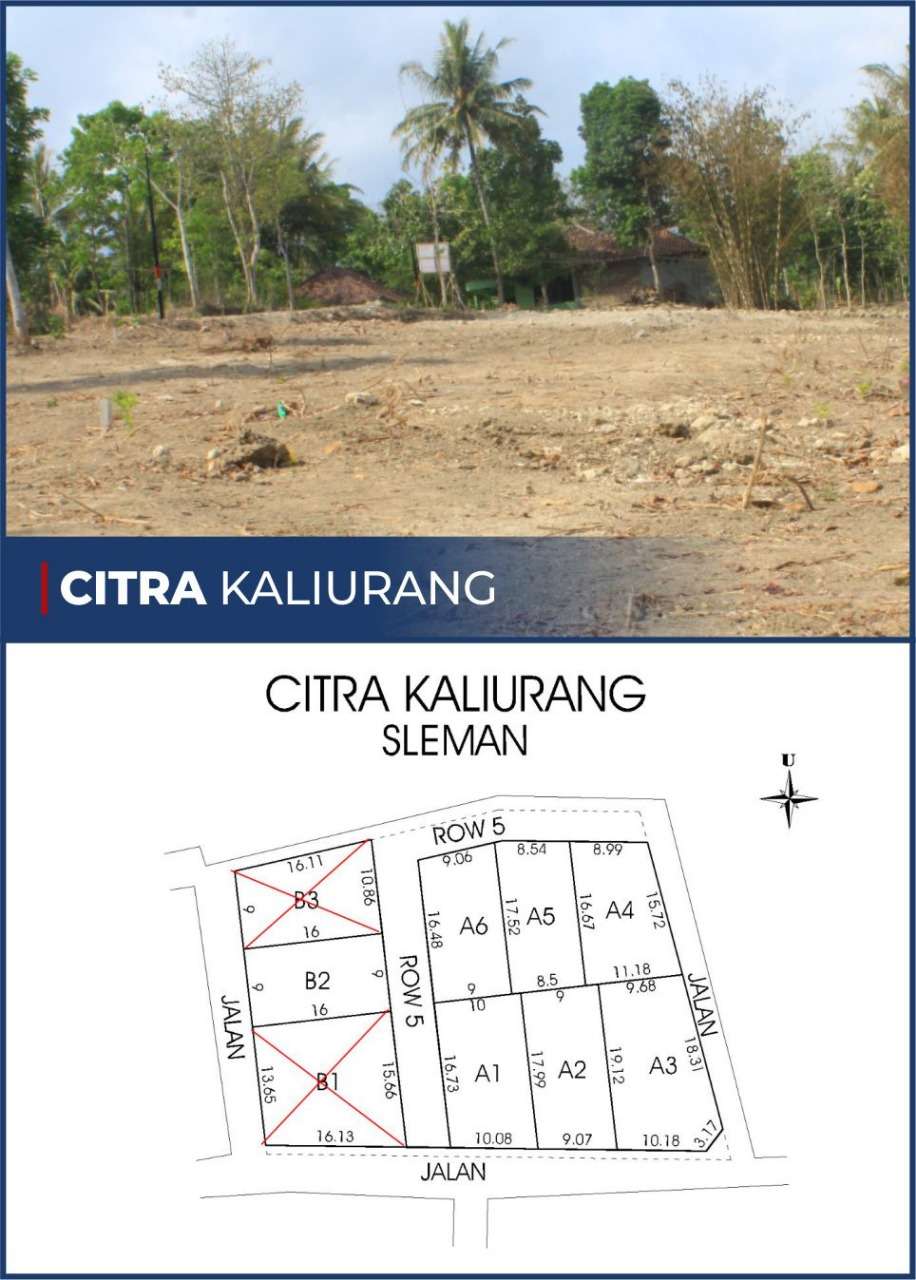 CITRA KALIURANG
CITRA KALIURANG
SLEMAN
U
ROW 5
16.11
10.86
B3
9
16
9.06
8.54
8.99
16.48
A6
17.52
A5
16.67
A4
15.72
B2
9
9
16
ROW 5
9
8.5
11.18
10
9
9.68
JALAN
JALAN
13.65
B1
15.66
16.13
16.73
A1
17.99
A2
19.12
A3
18.31
3.17
10.08
9.07
10.18
JALAN